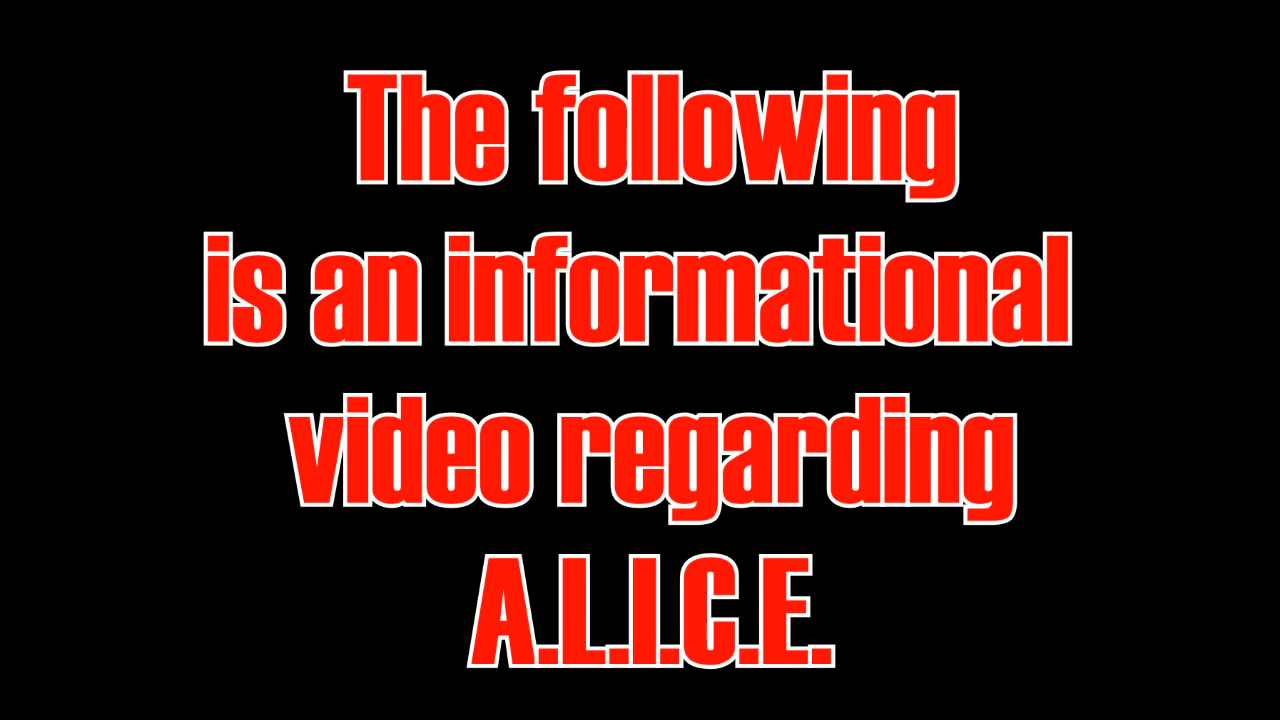 The following
is an informational
video regarding
A.L.I.C.E.